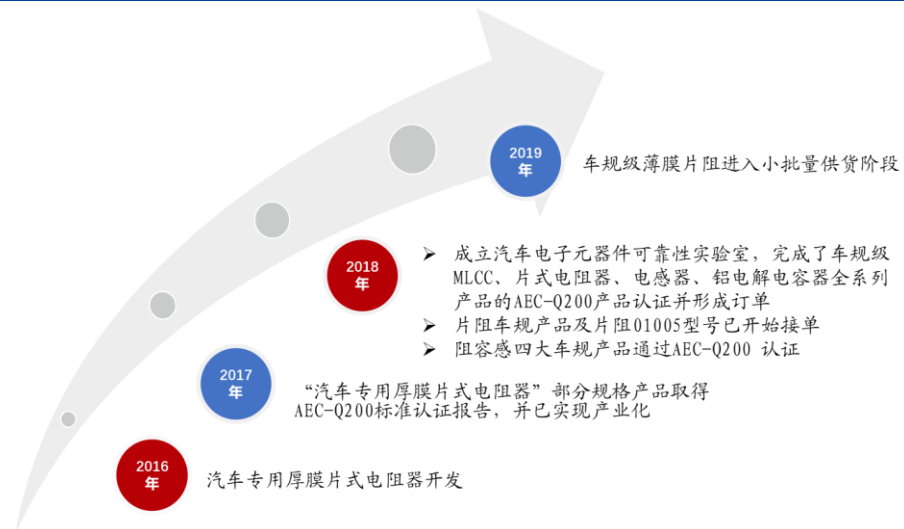 2019
年
车规级薄膜片阻进入小批量供货阶段
2018
年
➢ 成立汽车电子元器件可靠性实验室，完成了车规级
MLCC、片式电阻器、电感器、铝电解电容器全系列
产品的AEC-Q200产品认证并形成订单
➢ 片阻车规产品及片阻01005型号已开始接单
➢ 阻容感四大车规产品通过AEC-Q200 认证
2017
年
“汽车专用厚膜片式电阻器”部分规格产品取得
AEC-Q200标准认证报告，并已实现产业化
2016
年
汽车专用厚膜片式电阻器开发